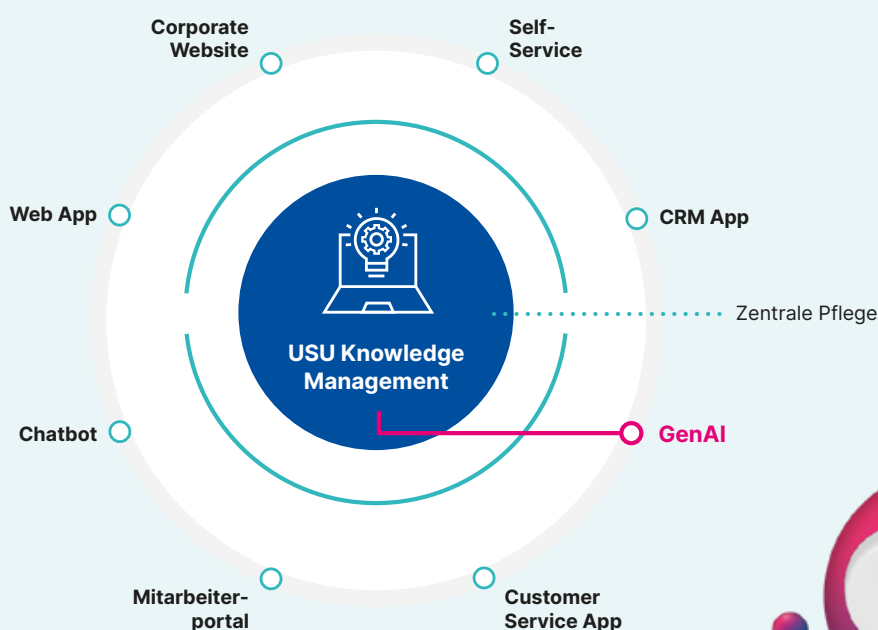 Corporate
Website
Self-
Service
Web App
CRM App
Zentrale Pflege
USU Knowledge
Management
Chatbot
GenAI
Mitarbeiter-
portal
Customer
Service App